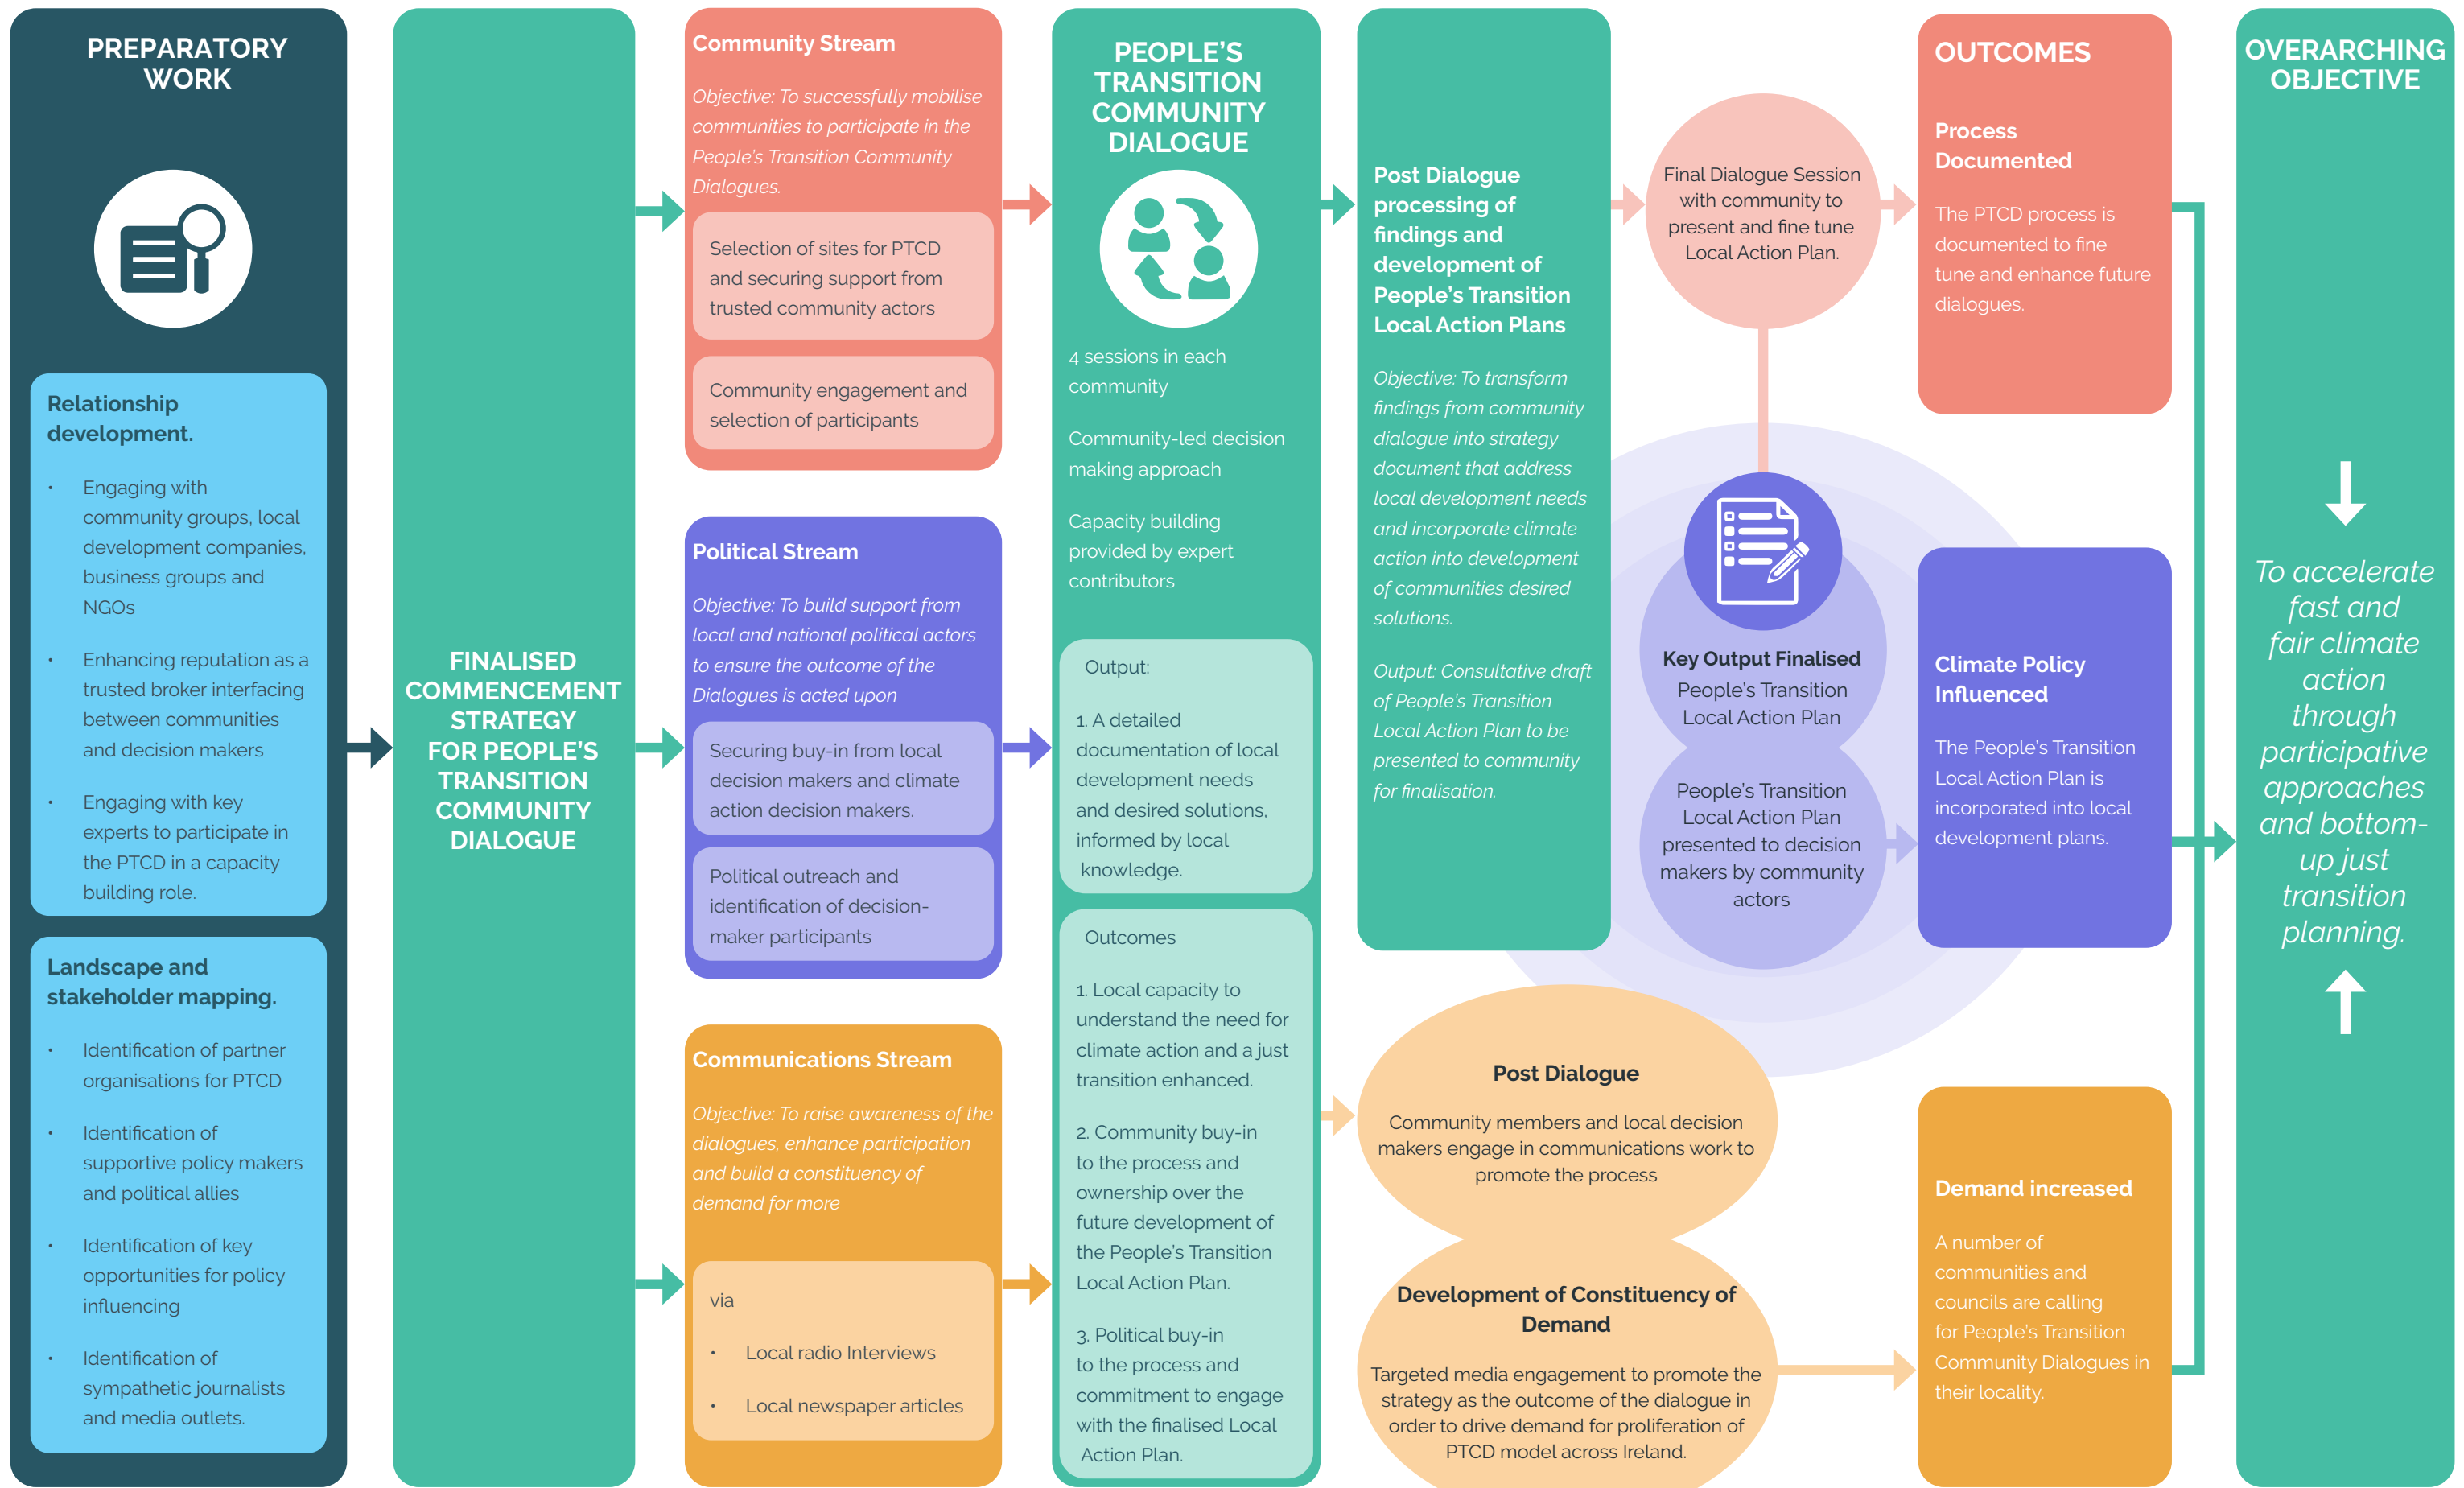 PREPARATORY
WORK
Relationship
development.
• Engaging with
community groups, local
development companies,
business groups and
NGOs
• Enhancing reputation as a
trusted broker interfacing
between communities
and decision makers
• Engaging with key
experts to participate in
the PTCD in a capacity
building role.
Landscape and
stakeholder mapping.
• Identification of partner
organisations for PTCD
• Identification of
supportive policy makers
and political allies
• Identification of key
opportunities for policy
influencing
• Identification of
sympathetic journalists
and media outlets.
FINALISED
COMMENCEMENT
STRATEGY
FOR PEOPLE'S
TRANSITION
COMMUNITY
DIALOGUE
Community Stream
Objective: To successfully mobilise
communities to participate in the
People's Transition Community
Dialogues.
Selection of sites for PTCD
and securing support from
trusted community actors
Community engagement and
selection of participants
Political Stream
Objective: To build support from
local and national political actors
to ensure the outcome of the
Dialogues is acted upon
Securing buy-in from local
decision makers and climate
action decision makers.
Political outreach and
identification of decision-
maker participants
Communications Stream
Objective: To raise awareness of the
dialogues, enhance participation
and build a constituency of
demand for more
via
• Local radio Interviews
• Local newspaper articles
PEOPLE'S
TRANSITION
COMMUNITY
DIALOGUE
4 sessions in each
community
Community-led decision
making approach
Capacity building
provided by expert
contributors
Output:
1. A detailed
documentation of local
development needs
and desired solutions,
informed by local
knowledge.
Outcomes
1. Local capacity to
understand the need for
climate action and a just
transition enhanced.
2. Community buy-in
to the process and
ownership over the
future development of
the People's Transition
Local Action Plan.
3. Political buy-in
to the process and
commitment to engage
with the finalised Local
Action Plan.
Post Dialogue
processing of
findings and
development of
People's Transition
Local Action Plans
Objective: To transform
findings from community
dialogue into strategy
document that address
local development needs
and incorporate climate
action into development
of communities desired
solutions.
Output: Consultative draft
of People's Transition
Local Action Plan to be
presented to community
for finalisation.
Final Dialogue Session
with community to
present and fine tune
Local Action Plan.
Key Output Finalised
People's Transition
Local Action Plan
People's Transition
Local Action Plan
presented to decision
makers by community
actors
Post Dialogue
Community members and local decision
makers engage in communications work to
promote the process
Development of Constituency of
Demand
Targeted media engagement to promote the
strategy as the outcome of the dialogue in
order to drive demand for proliferation of
PTCD model across Ireland.
OUTCOMES
Process
Documented
The PTCD process is
documented to fine
tune and enhance future
dialogues.
Climate Policy
Influenced
The People's Transition
Local Action Plan is
incorporated into local
development plans.
Demand increased
A number of
communities and
councils are calling
for People's Transition
Community Dialogues in
their locality.
OVERARCHING
OBJECTIVE
To accelerate
fast and
fair climate
action
through
participative
approaches
and bottom-
up just
transition
planning.